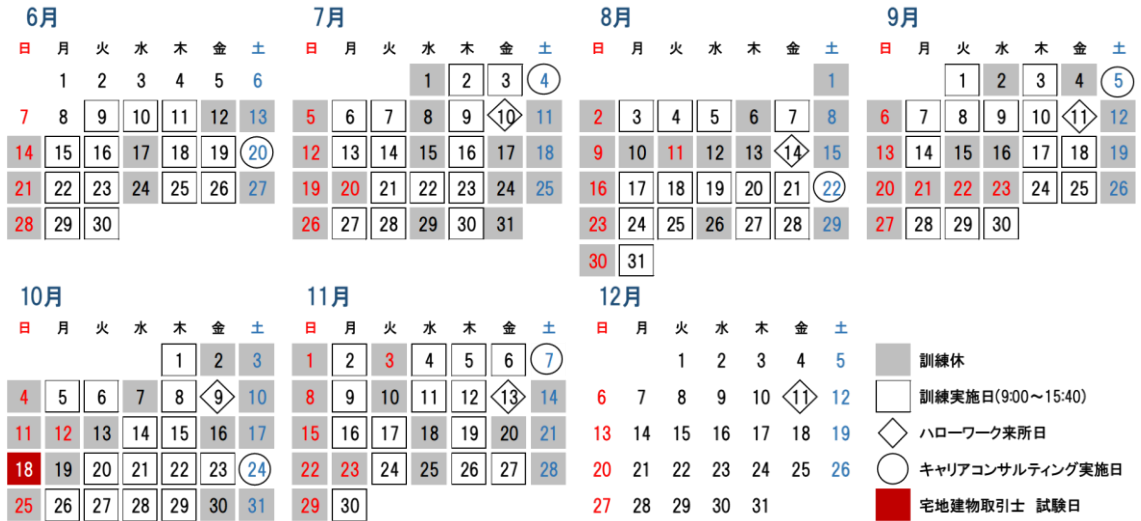 6月
日 月 火 水 木 金 土
1 2 3 4 5 6
7 8 9 10 11 12 13
14 15 16 17 18 19 20
21 22 23 24 25 26 27
28 29 30
7月
日 月 火 水 木 金 土
1 2 3 4
5 6 7 8 9 10 11
12 13 14 15 16 17 18
19 20 21 22 23 24 25
26 27 28 29 30 31
8月
日 月 火 水 木 金 土
1
2 3 4 5 6 7 8
9 10 11 12 13 14 15
16 17 18 19 20 21 22
23 24 25 26 27 28 29
30 31
9月
日 月 火 水 木 金 土
1 2 3 4 5
6 7 8 9 10 11 12
13 14 15 16 17 18 19
20 21 22 23 24 25 26
27 28 29 30
10月
日 月 火 水 木 金 土
1 2 3
4 5 6 7 8 9 10
11 12 13 14 15 16 17
18 19 20 21 22 23 24
25 26 27 28 29 30 31
11月
日 月 火 水 木 金 土
1 2 3 4 5 6 7
8 9 10 11 12 13 14
15 16 17 18 19 20 21
22 23 24 25 26 27 28
29 30
12月
日 月 火 水 木 金 土
1 2 3 4 5
6 7 8 9 10 11 12
13 14 15 16 17 18 19
20 21 22 23 24 25 26
27 28 29 30 31
訓練休
訓練実施日(9:00～15:40)
ハローワーク来所日
キャリアコンサルティング実施日
宅地建物取引士 試験日